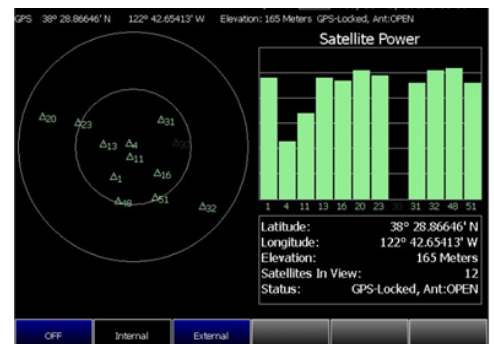 GPS 38° 28.86646' N 122° 42.65413' W Elevation: 165 Meters GPS-Locked, Ant:OPEN
Satellite Power
20
23
31
13
4
30
11
1
16
48
51
32
1 4 11 13 16 20 23 30 31 32 48 51
Latitude: 38° 28.86646' N
Longitude: 122° 42.65413' W
Elevation: 165 Meters
Satellites In View: 12
Status: GPS-Locked, Ant:OPEN
OFF Internal External